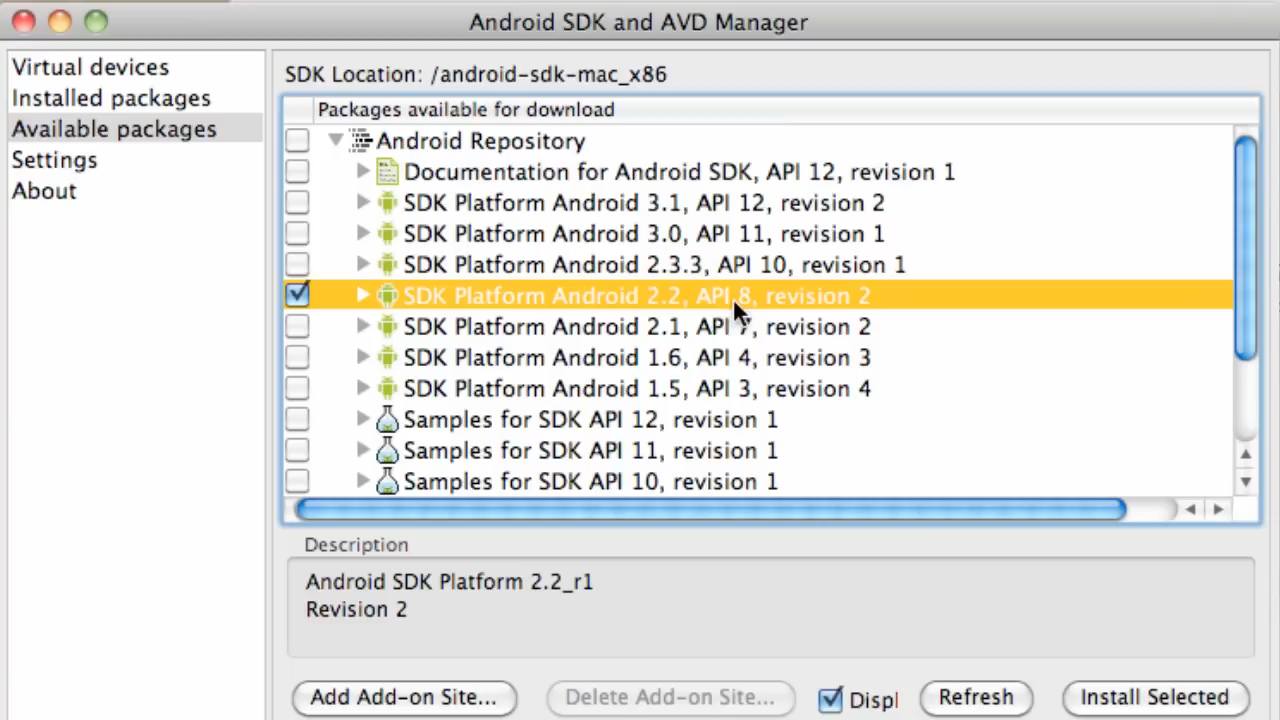 Android SDK and AVD Manager
Virtual devices
Installed packages
Available packages
Settings
About
SDK Location: /android-sdk-mac_x86
Packages available for download
Android Repository
Documentation for Android SDK, API 12, revision 1
SDK Platform Android 3.1, API 12, revision 2
SDK Platform Android 3.0, API 11, revision 1
SDK Platform Android 2.3.3, API 10, revision 1
SDK Platform Android 2.2, API 8, revision 2
SDK Platform Android 2.1, API 7, revision 2
SDK Platform Android 1.6, API 4, revision 3
SDK Platform Android 1.5, API 3, revision 4
Samples for SDK API 12, revision 1
Samples for SDK API 11, revision 1
Samples for SDK API 10, revision 1
Description
Android SDK Platform 2.2_r1
Revision 2
Add Add-on Site... Delete Add-on Site... Displ Refresh Install Selected